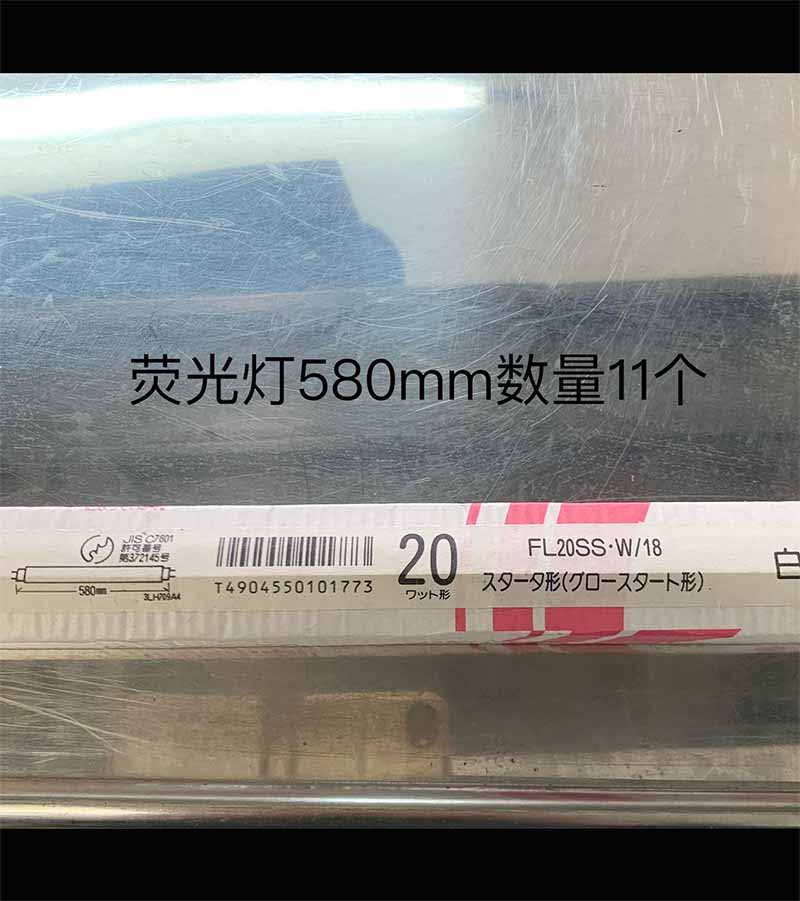 荧光灯580mm数量11个
JIS C7601
許可番号
第372145号
580mm
3LH709A4
T4904550101773
20
ワット形
FL20SS・W/18
スタータ形(グロースタート形)
白